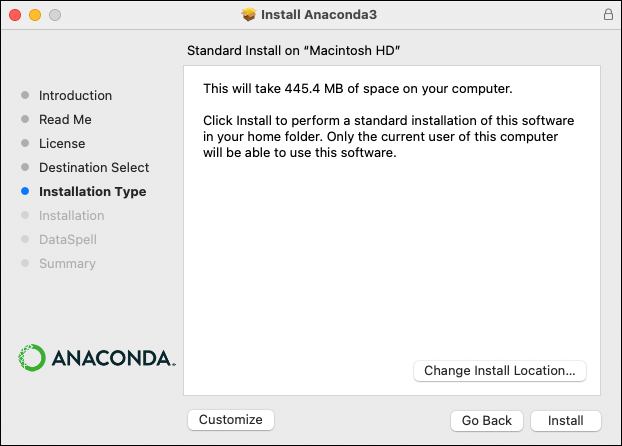 Install Anaconda3
Standard Install on “Macintosh HD”
Introduction
Read Me
License
Destination Select
Installation Type
Installation
DataSpell
Summary
This will take 445.4 MB of space on your computer.
Click Install to perform a standard installation of this software
in your home folder. Only the current user of this computer
will be able to use this software.
ANACONDA.
Change Install Location...
Customize
Go Back
Install